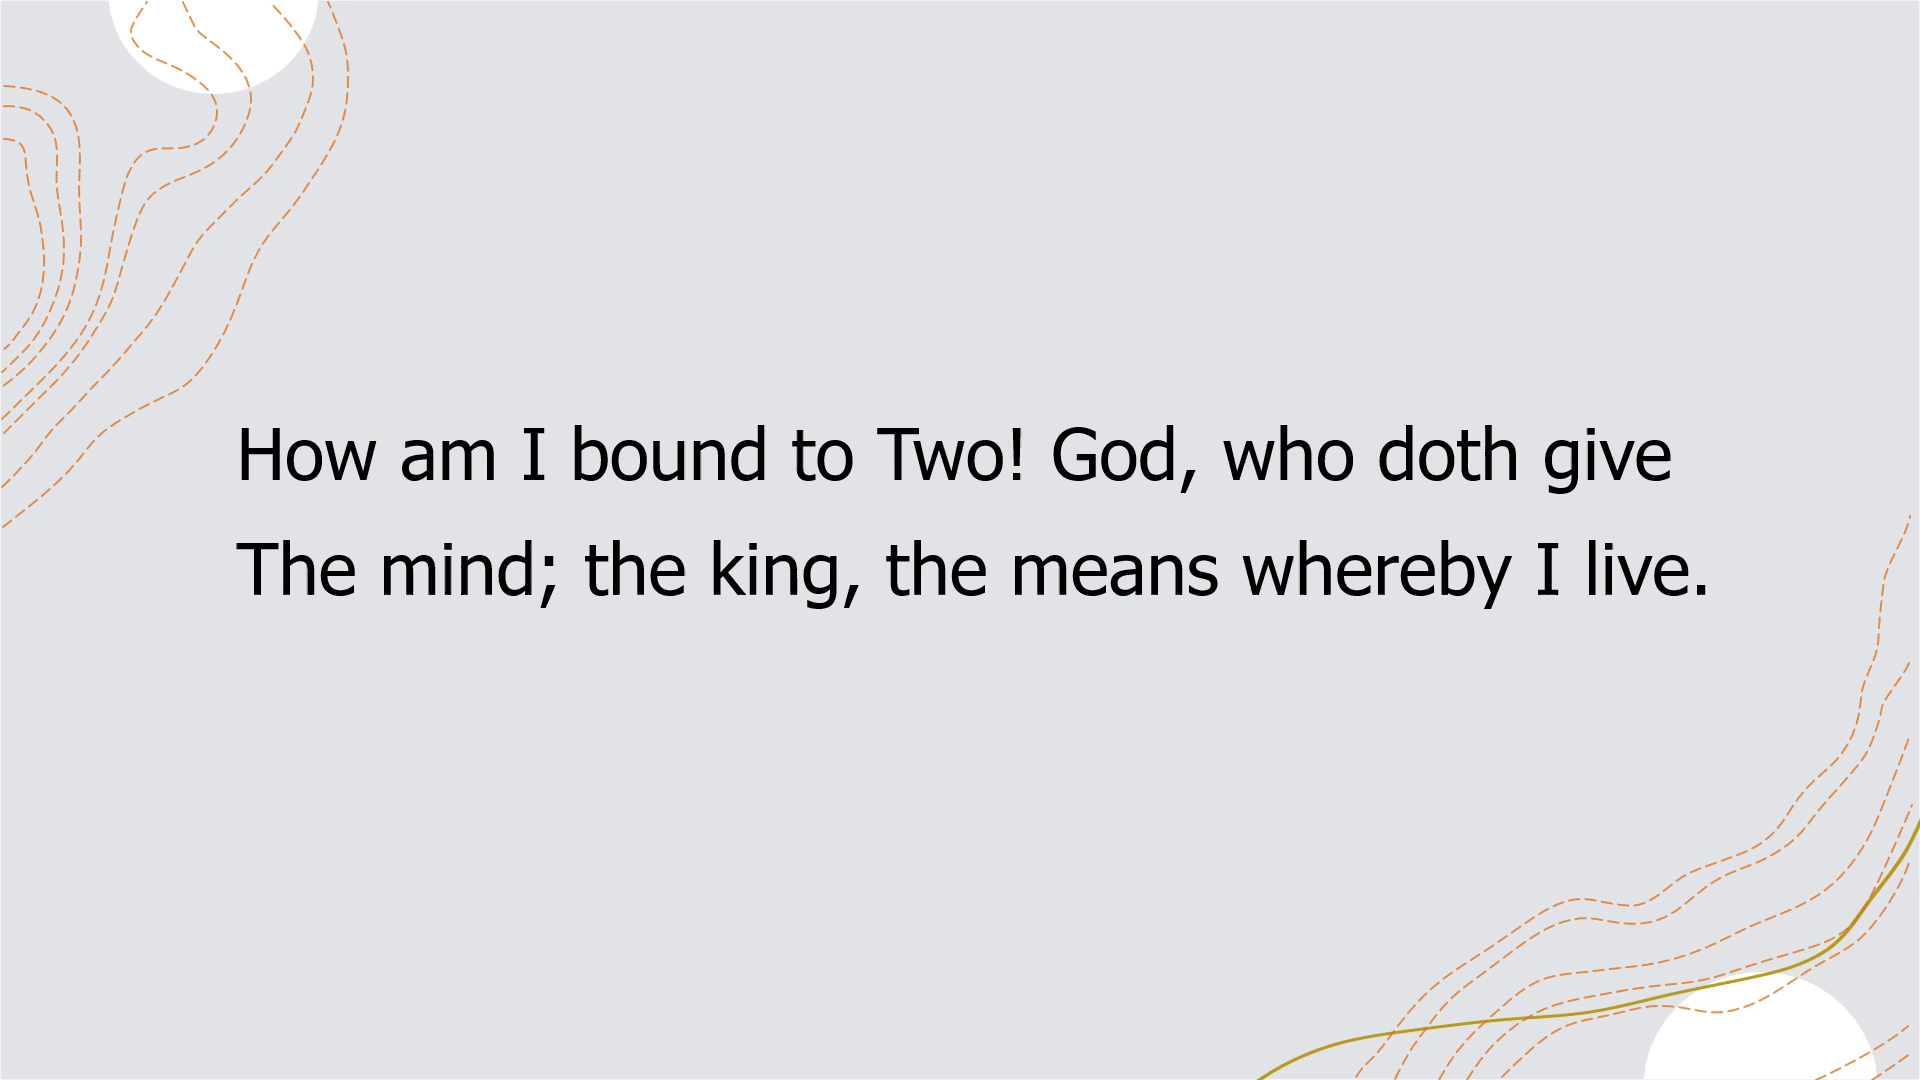 How am I bound to Two! God, who doth give
The mind; the king, the means whereby I live.